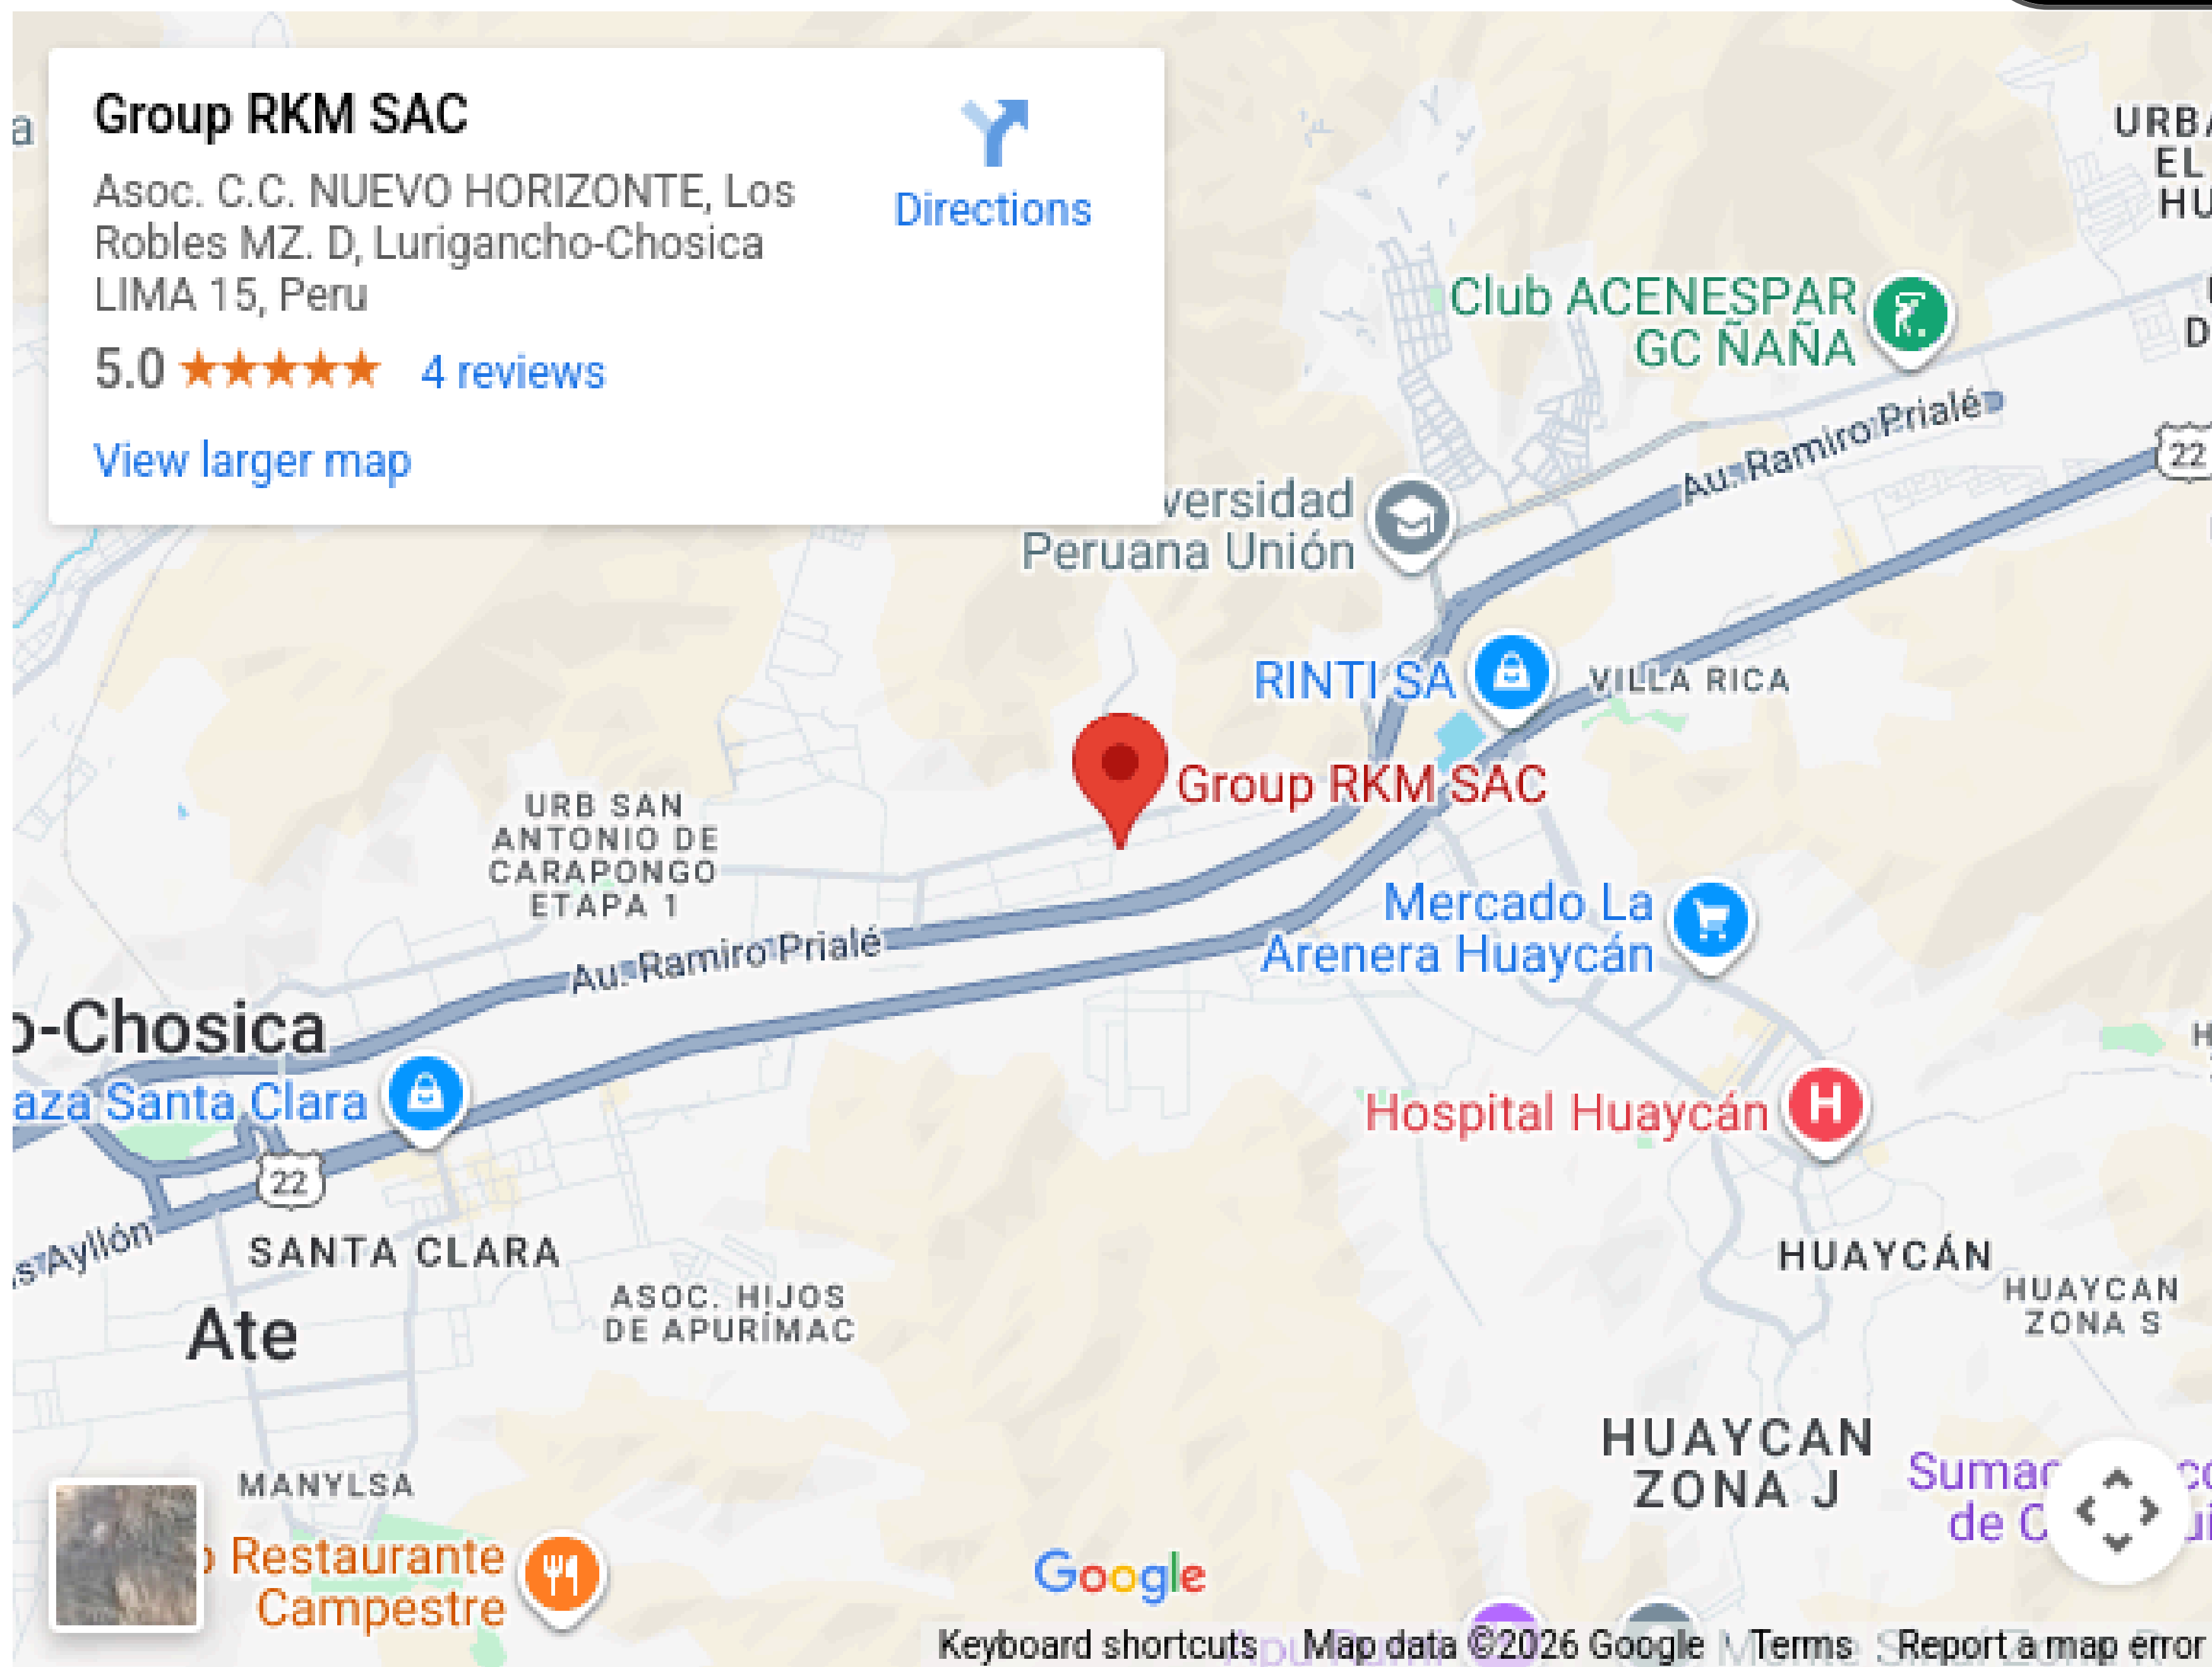 Group RKM SAC
Asoc. C.C. NUEVO HORIZONTE, Los
Robles MZ. D, Lurigancho-Chosica
LIMA 15, Peru
5.0
4 reviews
View larger map
Directions
a
URBA
EL
HU
Club ACENESPAR
GC ÑAÑA
D
Au. Ramiro Prialé
22
versidad
Peruana Unión
RINTI SA
VILLA RICA
Group RKM SAC
URB SAN
ANTONIO DE
CARAPONGO
ETAPA 1
Mercado La
Arenera Huaycán
Au. Ramiro Prialé
o-Chosica
aza Santa Clara
Hospital Huaycán
H
22
s Ayllón
SANTA CLARA
HUAYCÁN
HUAYCAN
ZONA S
ASOC. HIJOS
DE APURÍMAC
Ate
HUAYCAN
ZONA J
MANYLSA
Sumac
de C
o Restaurante
Campestre
Google
Keyboard shortcuts
Map data ©2026 Google
Terms
Report a map error